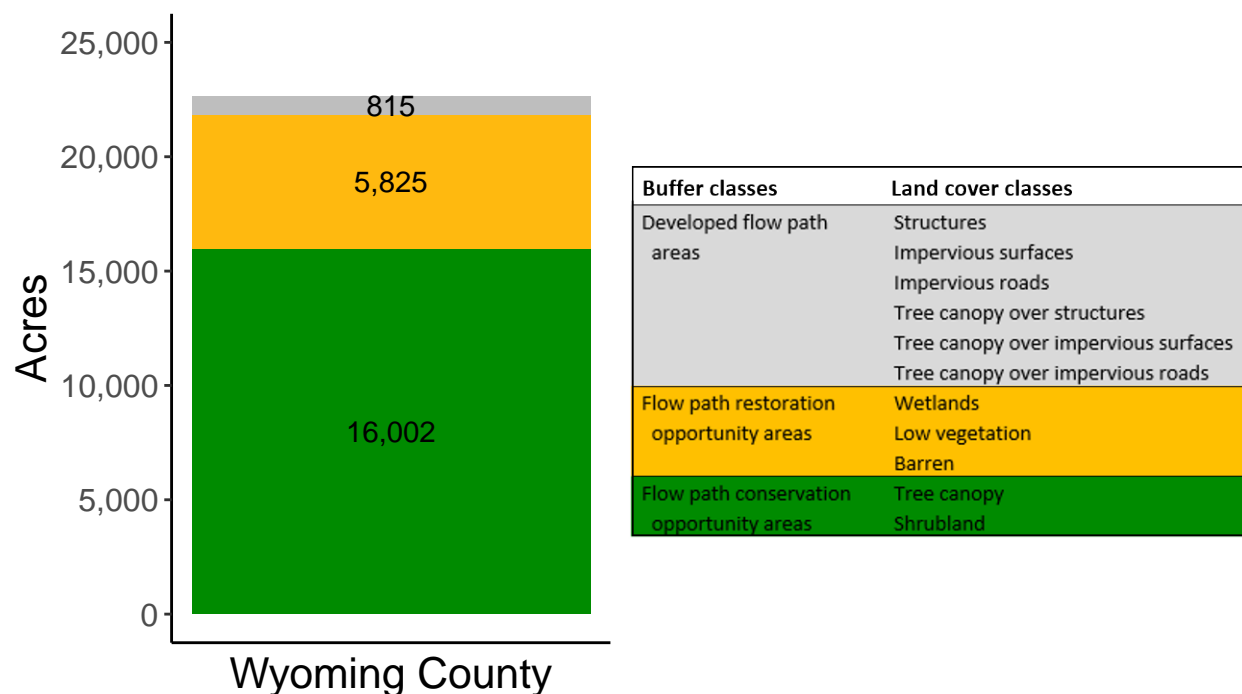 25,000
20,000
15,000
10,000
5,000
0
Acres
815
5,825
16,002
Wyoming County
Buffer classes Land cover classes
Developed flow path Structures
areas Impervious surfaces
Impervious roads
Tree canopy over structures
Tree canopy over impervious surfaces
Tree canopy over impervious roads
Flow path restoration Wetlands
opportunity areas Low vegetation
Barren
Flow path conservation Tree canopy
opportunity areas Shrubland